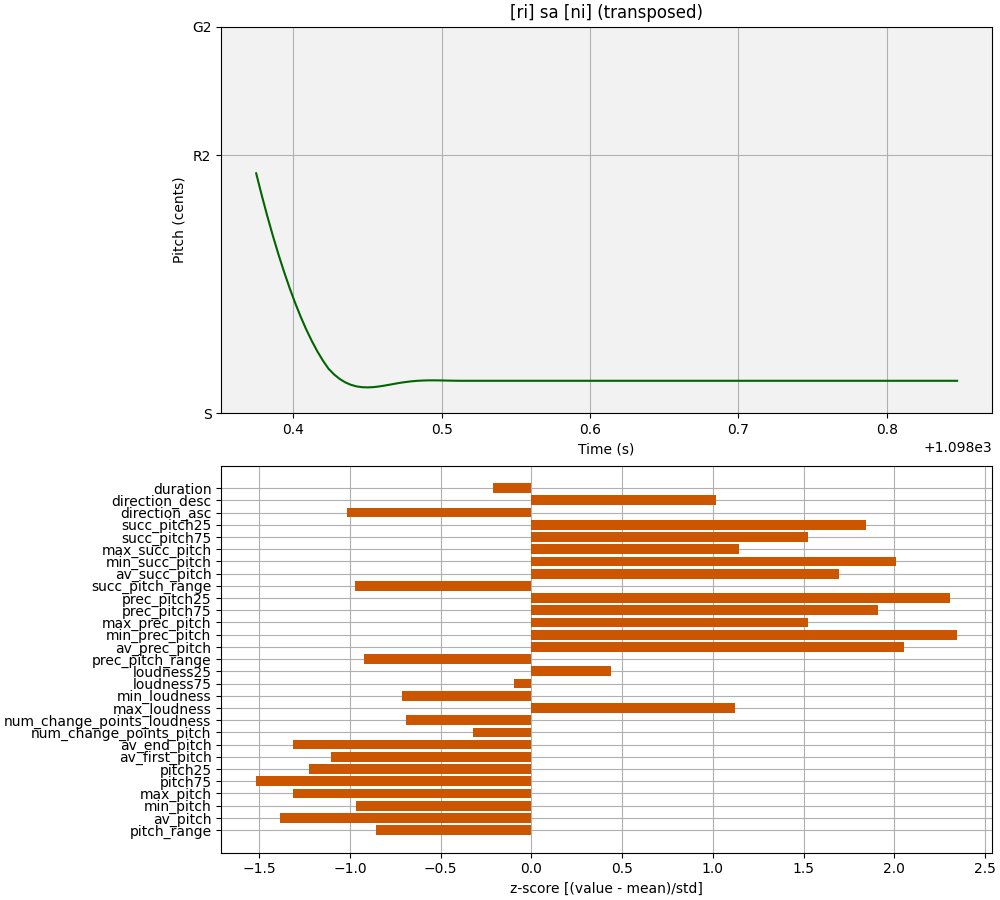 [ri] sa [ni] (transposed)
G2
R2
S
Pitch (cents)
0.4 0.5 0.6 0.7 0.8
Time (s)
+1.098e3
duration
direction_desc
direction_asc
succ_pitch25
succ_pitch75
max_succ_pitch
min_succ_pitch
av_succ_pitch
succ_pitch_range
prec_pitch25
prec_pitch75
max_prec_pitch
min_prec_pitch
av_prec_pitch
prec_pitch_range
loudness25
loudness75
min_loudness
max_loudness
num_change_points_loudness
num_change_points_pitch
av_end_pitch
av_first_pitch
pitch25
pitch75
max_pitch
min_pitch
av_pitch
pitch_range
−1.5 −1.0 −0.5 0.0 0.5 1.0 1.5 2.0 2.5
z-score [(value - mean)/std]